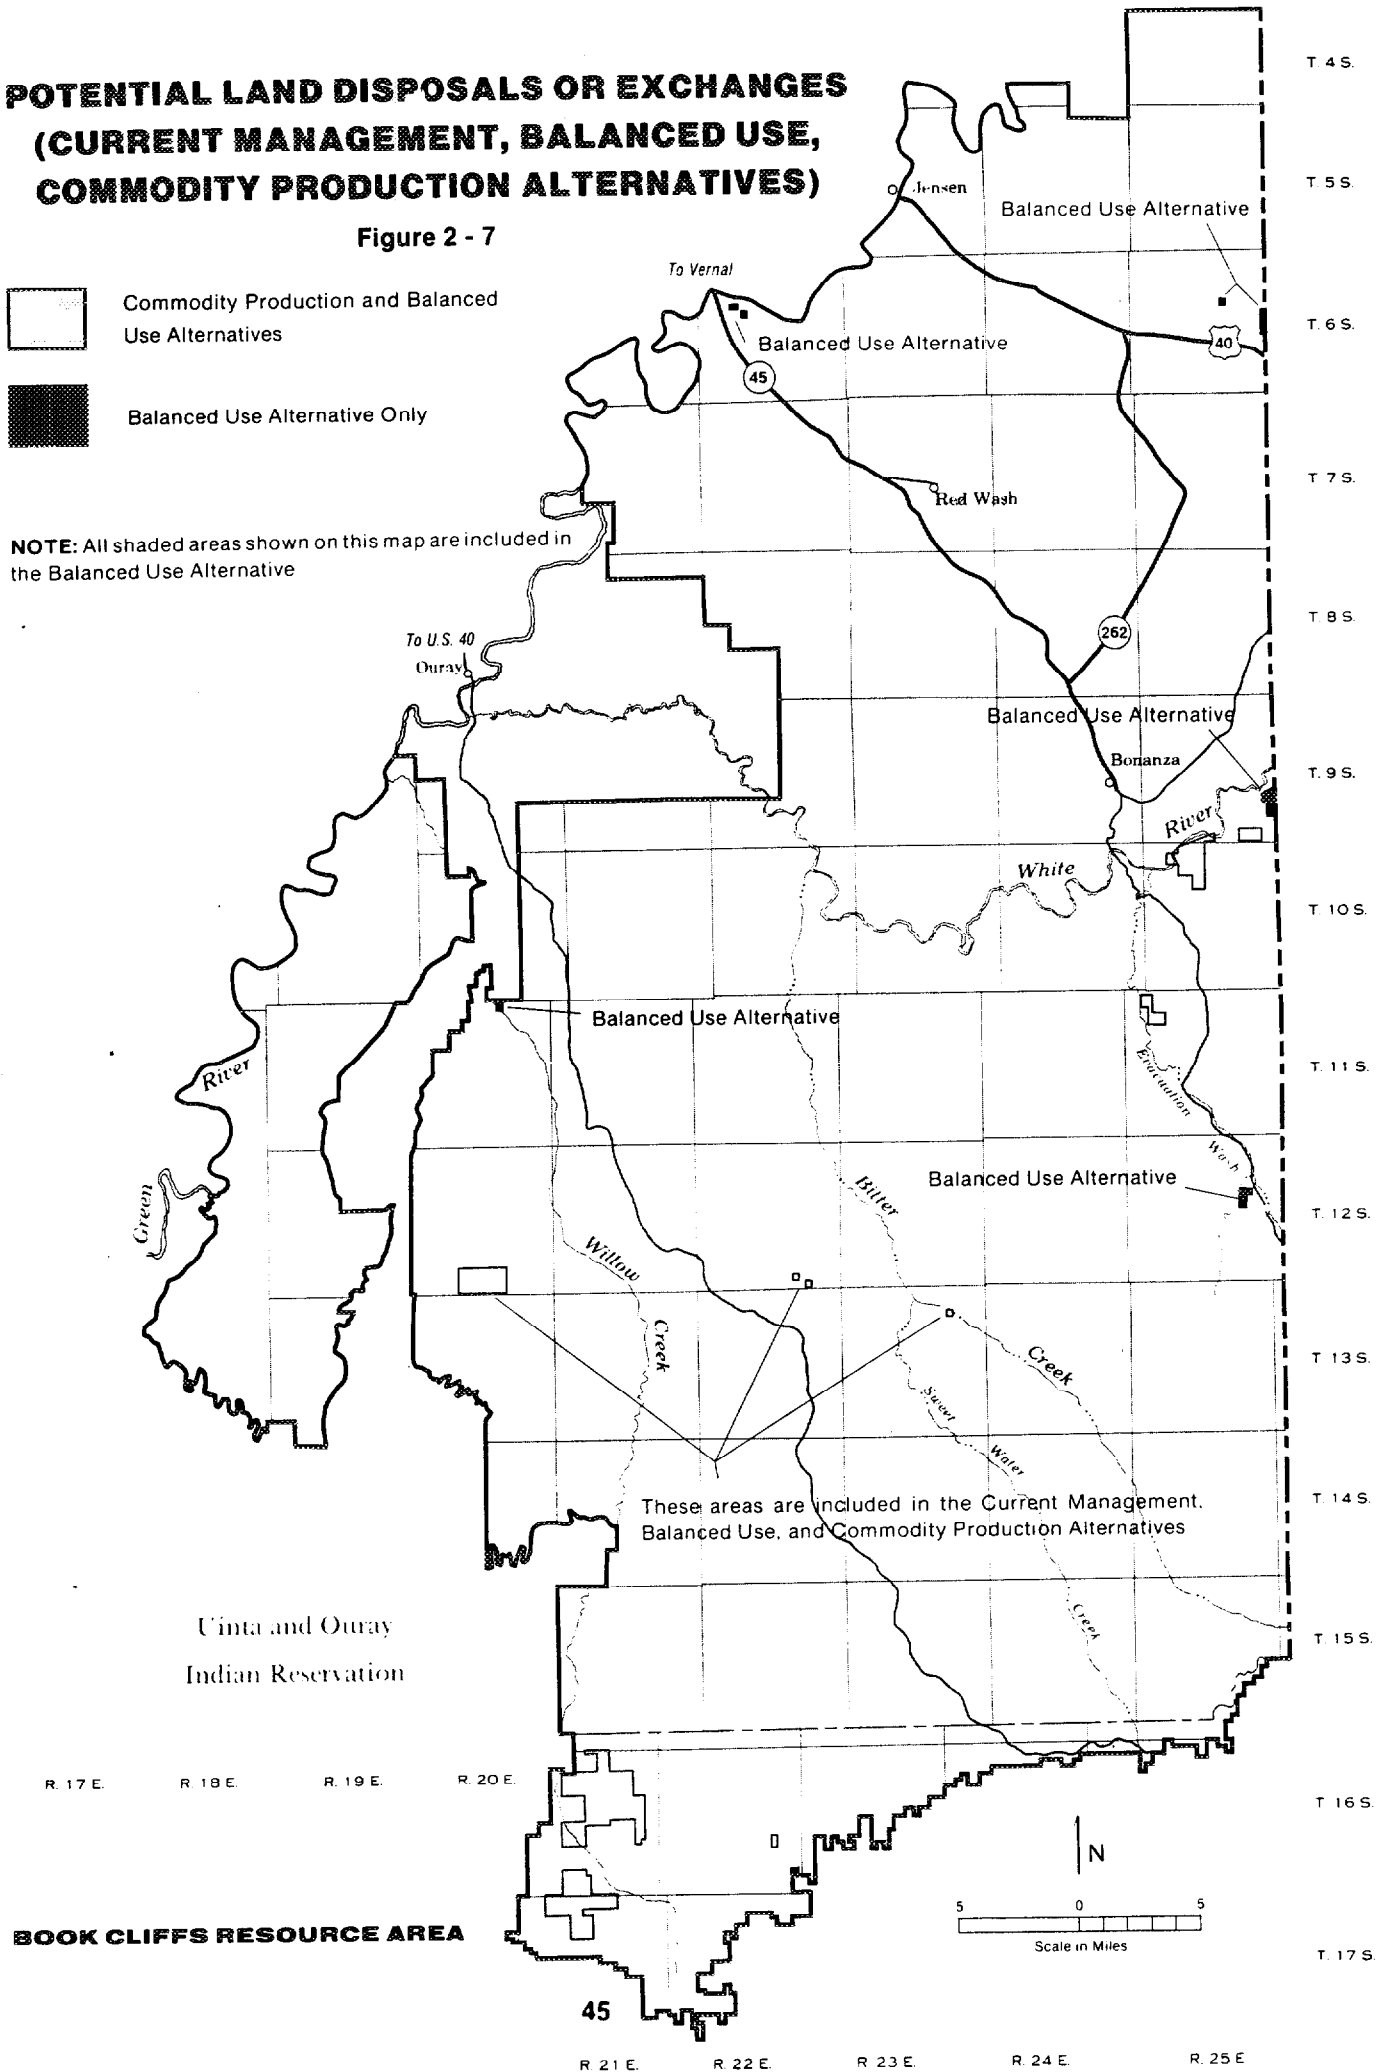 POTENTIAL LAND DISPOSALS OR EXCHANGES
(CURRENT MANAGEMENT, BALANCED USE,
COMMODITY PRODUCTION ALTERNATIVES)
Figure 2 - 7
Commodity Production and Balanced
Use Alternatives
Balanced Use Alternative Only
NOTE: All shaded areas shown on this map are included in
the Balanced Use Alternative
T. 4 S.
T. 5 S.
Jensen
Balanced Use Alternative
To Vernal
T. 6 S.
40
Balanced Use Alternative
45
T. 7 S.
Red Wash
T. 8 S.
262
To U.S. 40
Ouray
Balanced Use Alternative
Bonanza
T. 9 S.
River
White
T. 10 S.
Balanced Use Alternative
T. 11 S.
River
Evacuation
Wash
Balanced Use Alternative
T. 12 S.
Green
Bitter
Willow
Creek
Creek
T 13 S.
Sweet
Water
Creek
T. 14 S.
These areas are included in the Current Management,
Balanced Use, and Commodity Production Alternatives
Uinta and Ouray
Indian Reservation
T. 15 S.
R. 17 E.
R. 18 E.
R. 19 E.
R. 20 E.
T 16 S.
N
5 0 5
Scale in Miles
BOOK CLIFFS RESOURCE AREA
T. 17 S.
45
R. 21 E.
R. 22 E.
R. 23 E.
R. 24 E.
R. 25 E